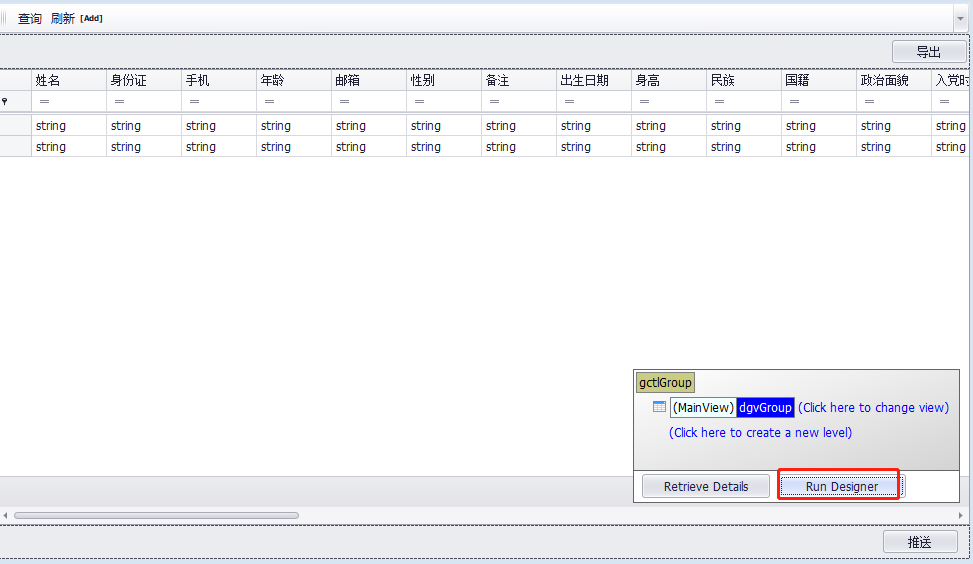 查询 刷新 [Add]
导出
姓名 身份证 手机 年龄 邮箱 性别 备注 出生日期 身高 民族 国籍 政治面貌 入党时
= = = = = = = = = = = = =
string string string string string string string string string string string string string
string string string string string string string string string string string string string
gctlGroup
(MainView) dgvGroup (Click here to change view)
(Click here to create a new level)
Retrieve Details Run Designer
推送